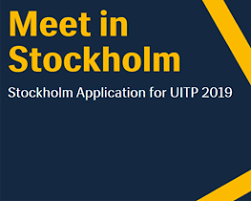 Meet in
Stockholm
Stockholm Application for UITP 2019